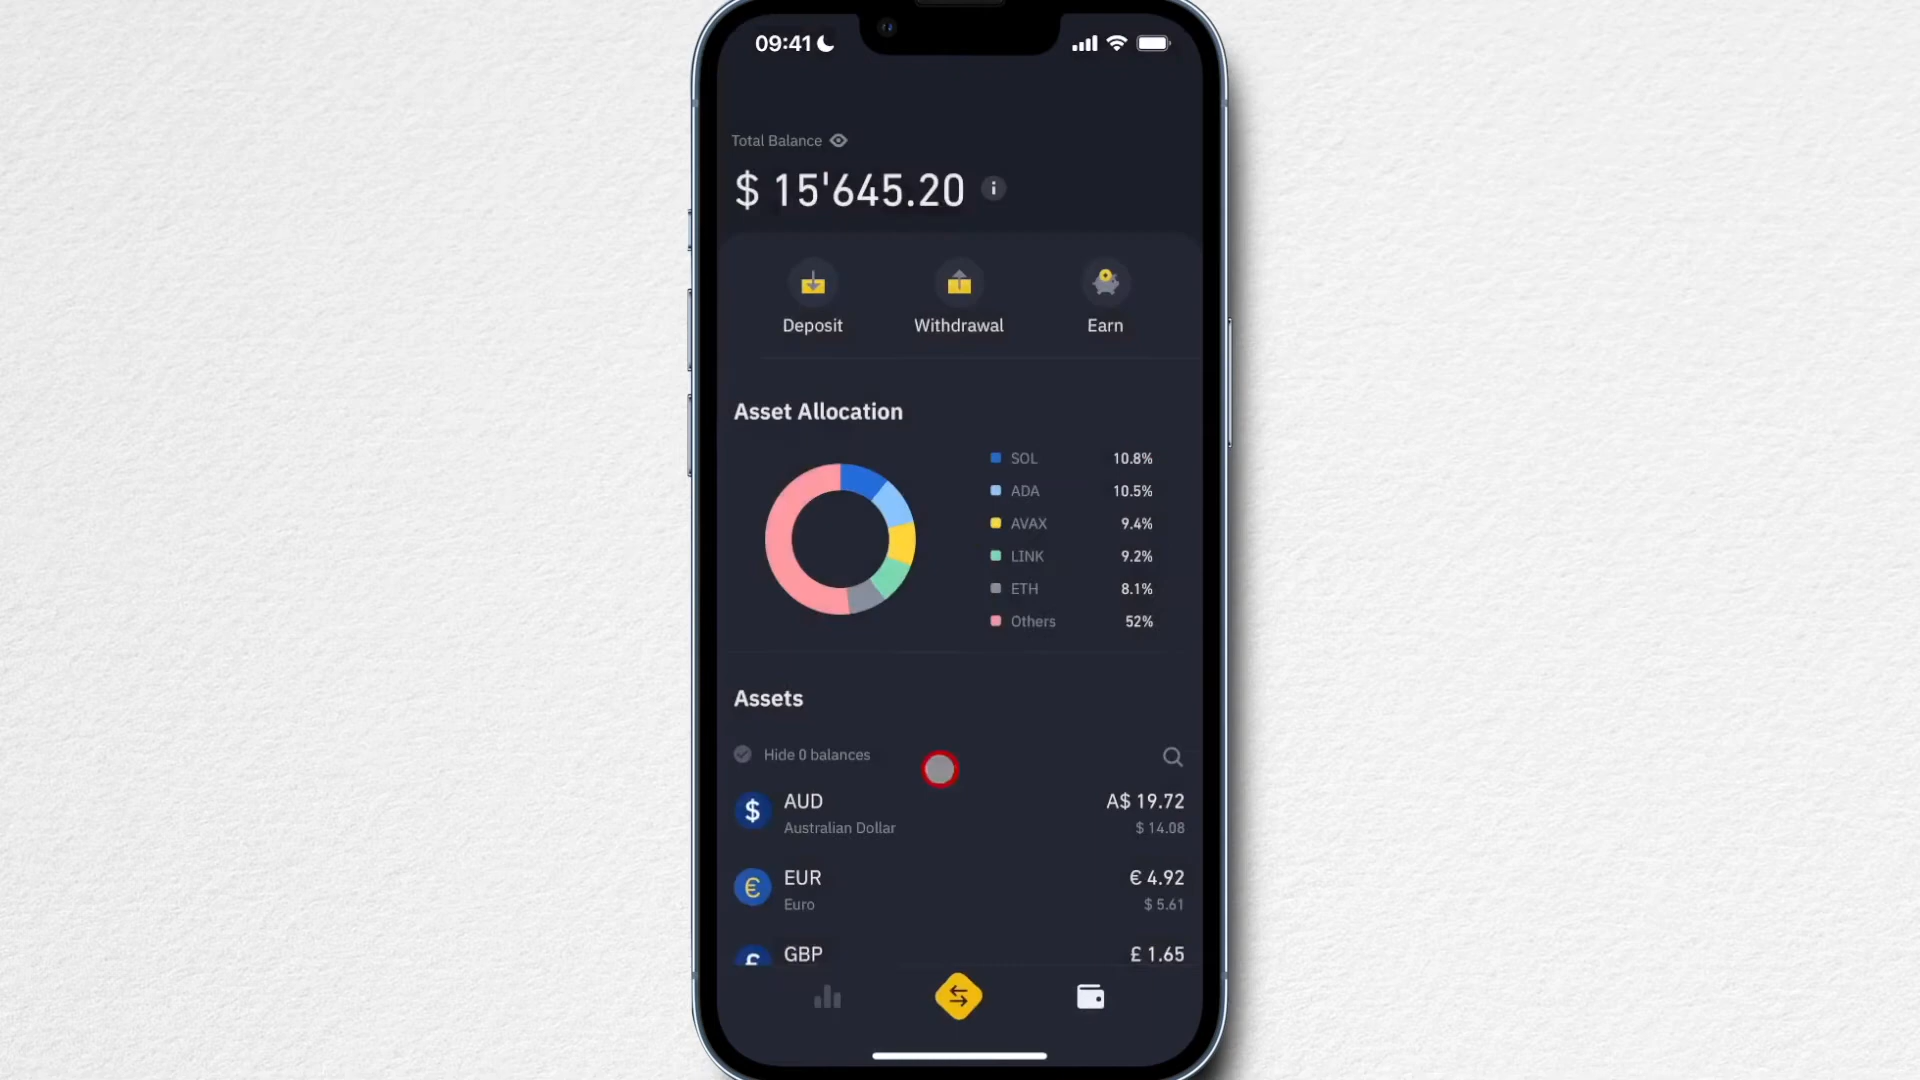 09:41
Total Balance
$ 15'645.20
Deposit Withdrawal Earn
Asset Allocation
SOL 10.8%
ADA 10.5%
AVAX 9.4%
LINK 9.2%
ETH 8.1%
Others 52%
Assets
Hide 0 balances
$ AUD A$ 19.72
Australian Dollar $ 14.08
€ EUR € 4.92
Euro $ 5.61
£ GBP £ 1.65